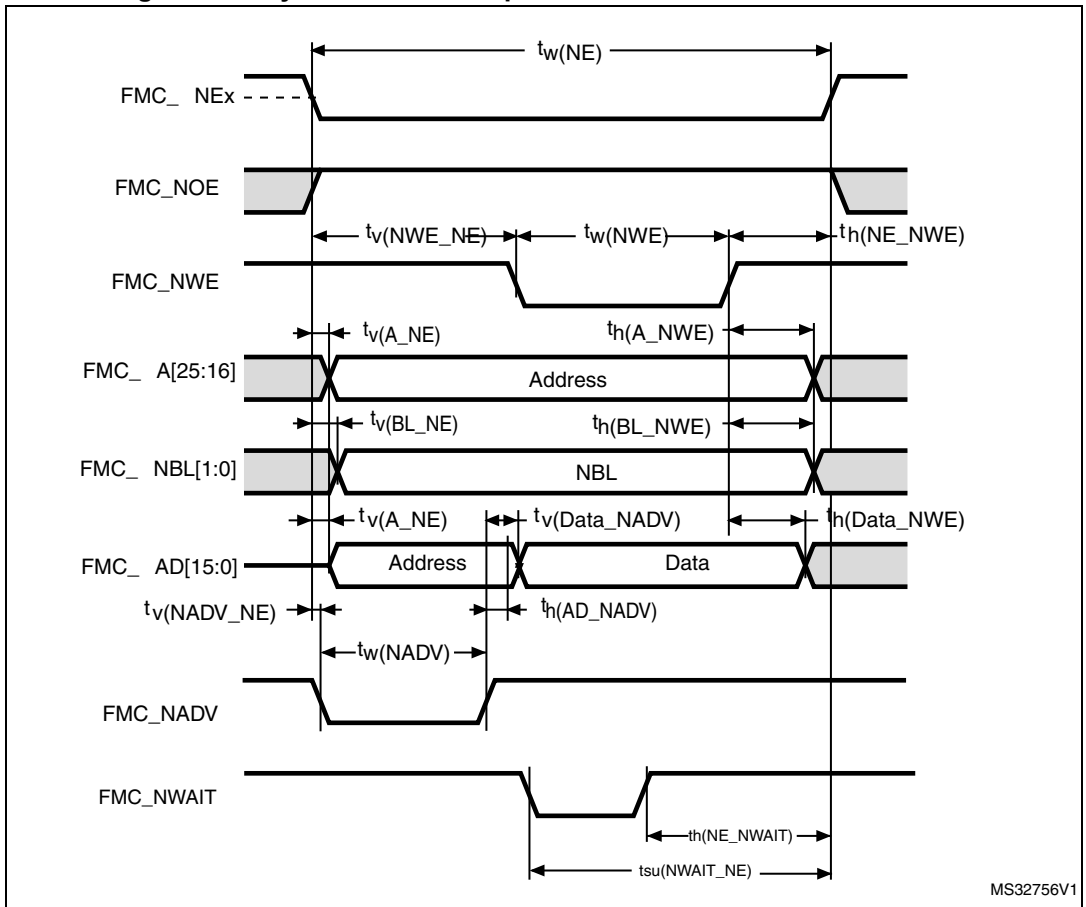 tw(NE)
FMC_ NEx
FMC_NOE
tv(NWE_NE)
tw(NWE)
th(NE_NWE)
FMC_NWE
tv(A_NE)
th(A_NWE)
FMC_ A[25:16]
Address
tv(BL_NE)
th(BL_NWE)
FMC_ NBL[1:0]
NBL
tv(A_NE)
tv(Data_NADV)
th(Data_NWE)
FMC_ AD[15:0]
Address
Data
tv(NADV_NE)
th(AD_NADV)
tw(NADV)
FMC_NADV
FMC_NWAIT
th(NE_NWAIT)
tsu(NWAIT_NE)
MS32756V1